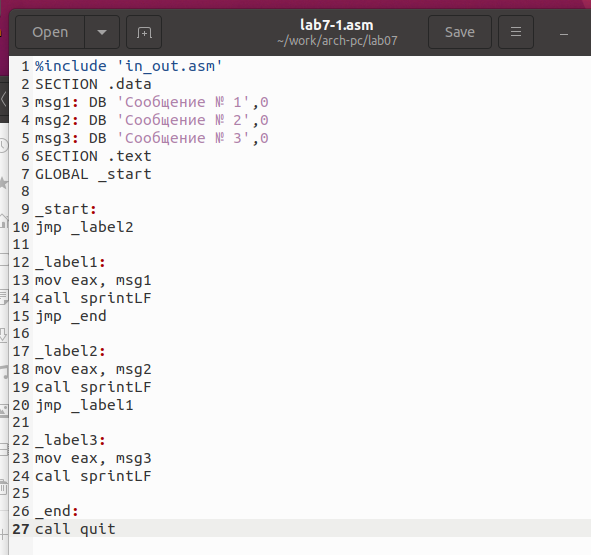 Open
lab7-1.asm
~/work/arch-pc/lab07
Save
1 %include 'in_out.asm'
2 SECTION .data
3 msg1: DB 'Сообщение № 1',0
4 msg2: DB 'Сообщение № 2',0
5 msg3: DB 'Сообщение № 3',0
6 SECTION .text
7 GLOBAL _start
8
9 _start:
10 jmp _label2
11
12 _label1:
13 mov eax, msg1
14 call sprintLF
15 jmp _end
16
17 _label2:
18 mov eax, msg2
19 call sprintLF
20 jmp _label1
21
22 _label3:
23 mov eax, msg3
24 call sprintLF
25
26 _end:
27 call quit